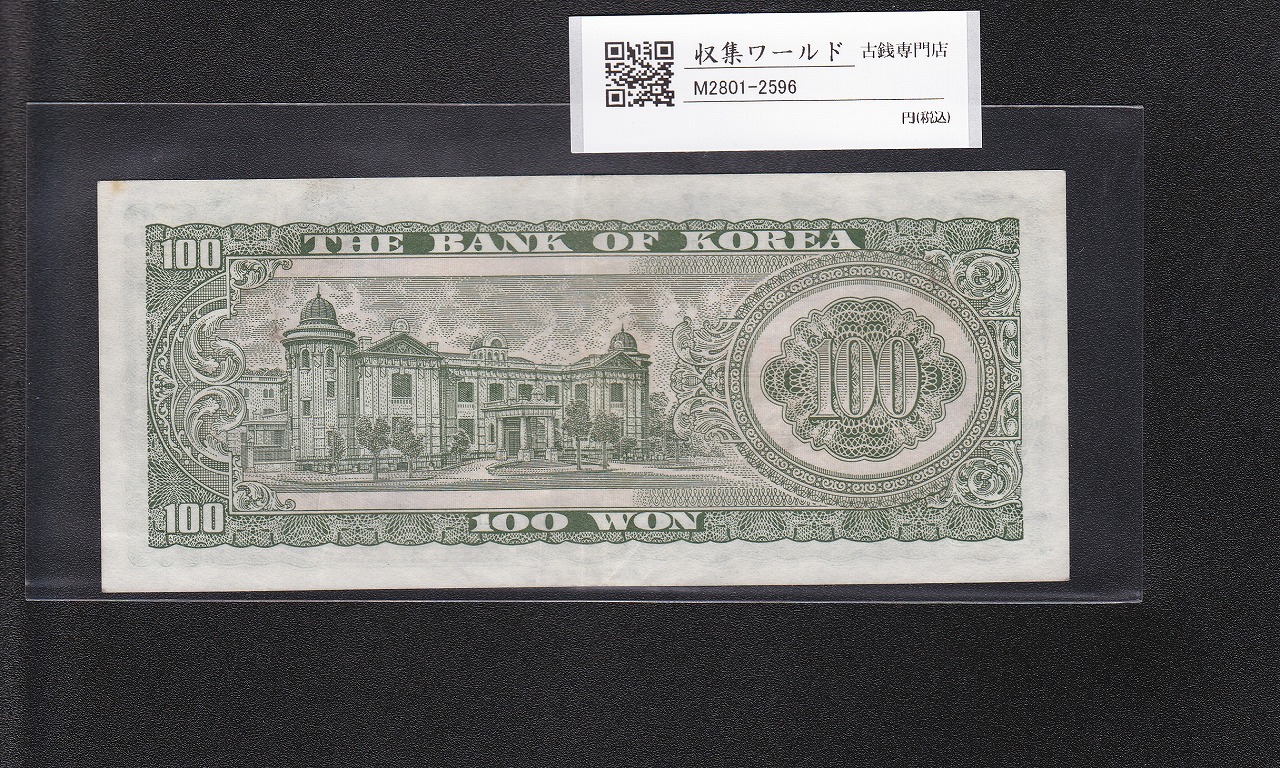 収集ワールド 古銭専門店
M2801-2596
円(税込)
100 THE BANK OF KOREA
100
100 100 WON